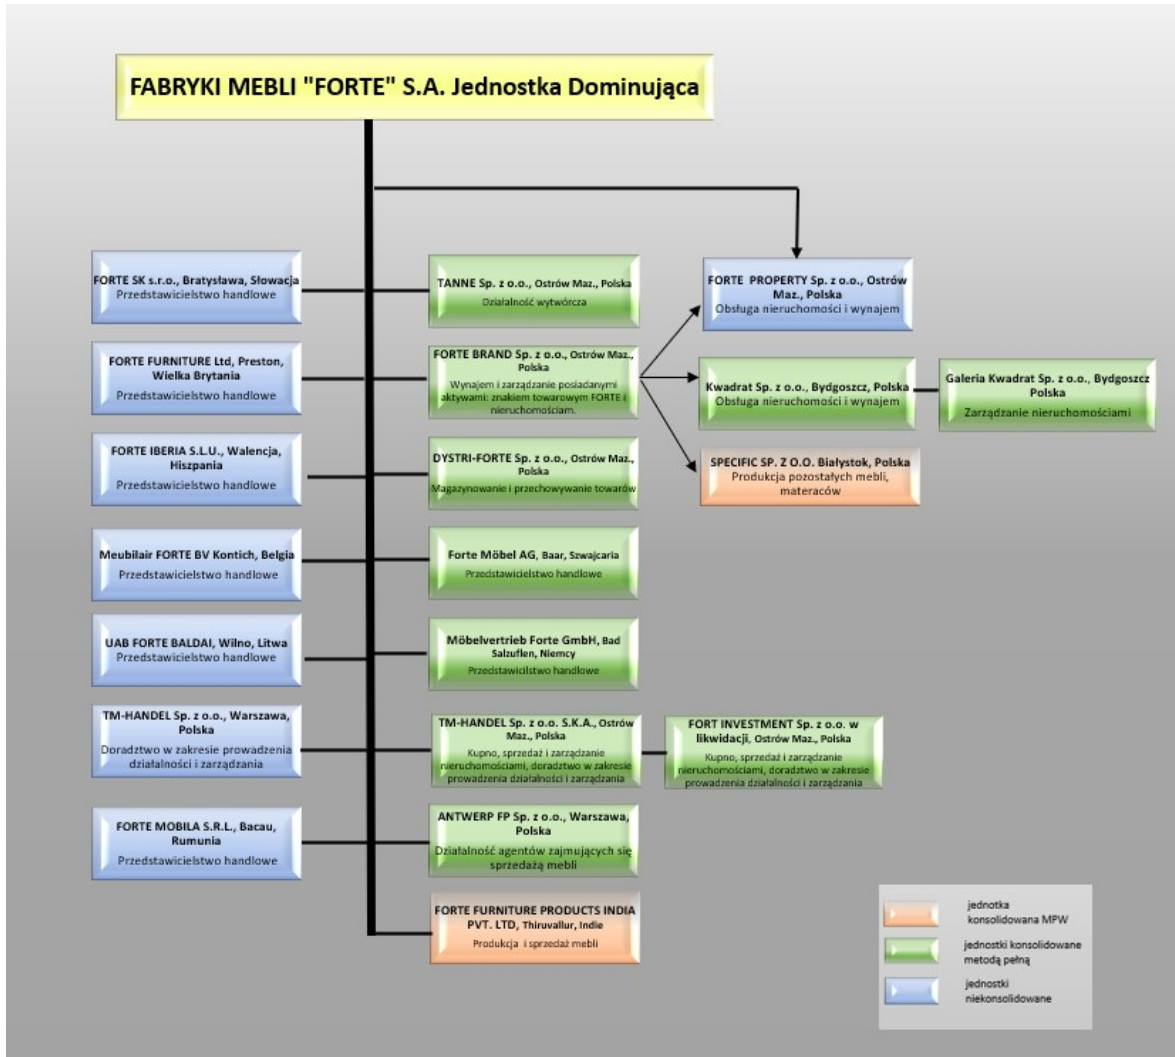 FABRYKI MEBLI "FORTE" S.A. Jednostka Dominująca
FORTE SK s.r.o., Bratysława, Słowacja
Przedstawicielstwo handlowe
FORTE FURNITURE Ltd, Preston,
Wielka Brytania
Przedstawicielstwo handlowe
FORTE IBERIA S.L.U., Walencja,
Hiszpania
Przedstawicielstwo handlowe
Meubilair FORTE BV Kontich, Belgia
Przedstawicielstwo handlowe
UAB FORTE BALDAI, Wilno, Litwa
Przedstawicielstwo handlowe
TM-HANDEL Sp. z o.o., Warszawa,
Polska
Doradztwo w zakresie prowadzenia
działalności i zarządzania
FORTE MOBILA S.R.L., Bacau,
Rumunia
Przedstawicielstwo handlowe
TANNE Sp. z o.o., Ostrów Maz., Polska
Działalność wytwórcza
FORTE BRAND Sp. z o.o., Ostrów Maz.,
Polska
Wynajem i zarządzanie posiadanymi
aktywami: znakiem towarowym FORTE i
nieruchomościam.
DYSTRI-FORTE Sp. z o.o., Ostrów Maz.,
Polska
Magazynowanie i przechowywanie towarów
Forte Möbel AG, Baar, Szwajcaria
Przedstawicielstwo handlowe
Möbelvertrieb Forte GmbH, Bad
Salzuflen, Niemcy
Przedstawicilstwo handlowe
TM-HANDEL Sp. z o.o. S.K.A., Ostrów
Maz., Polska
Kupno, sprzedaż i zarządzanie
nieruchomościami, doradztwo w zakresie
prowadzenia działalności i zarządzania
ANTWERP FP Sp. z o.o., Warszawa,
Polska
Działalność agentów zajmujących się
sprzedażą mebli
FORTE FURNITURE PRODUCTS INDIA
PVT. LTD, Thiruvallur, Indie
Produkcja i sprzedaż mebli
FORTE PROPERTY Sp. z o.o., Ostrów
Maz., Polska
Obsługa nieruchomości i wynajem
Kwadrat Sp. z o.o., Bydgoszcz, Polska
Obsługa nieruchomości i wynajem
SPECIFIC SP. Z O.O. Białystok, Polska
Produkcja pozostałych mebli,
materaców
FORT INVESTMENT Sp. z o.o. w
likwidacji, Ostrów Maz., Polska
Kupno, sprzedaż i zarządzanie
nieruchomościami, doradztwo w zakresie
prowadzenia działalności i zarządzania
Galeria Kwadrat Sp. z o.o., Bydgoszcz
Polska
Zarządzanie nieruchomościami
jednotka
konsolidowana MPW
jednostki konsolidowane
metodą pełną
jednostki
niekonsolidowane